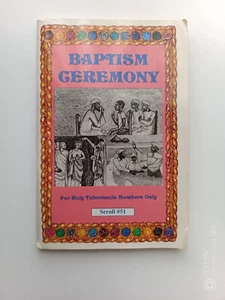 BAPTISM
CEREMONY
For Holy Tabernacle Members Only
Scroll #51